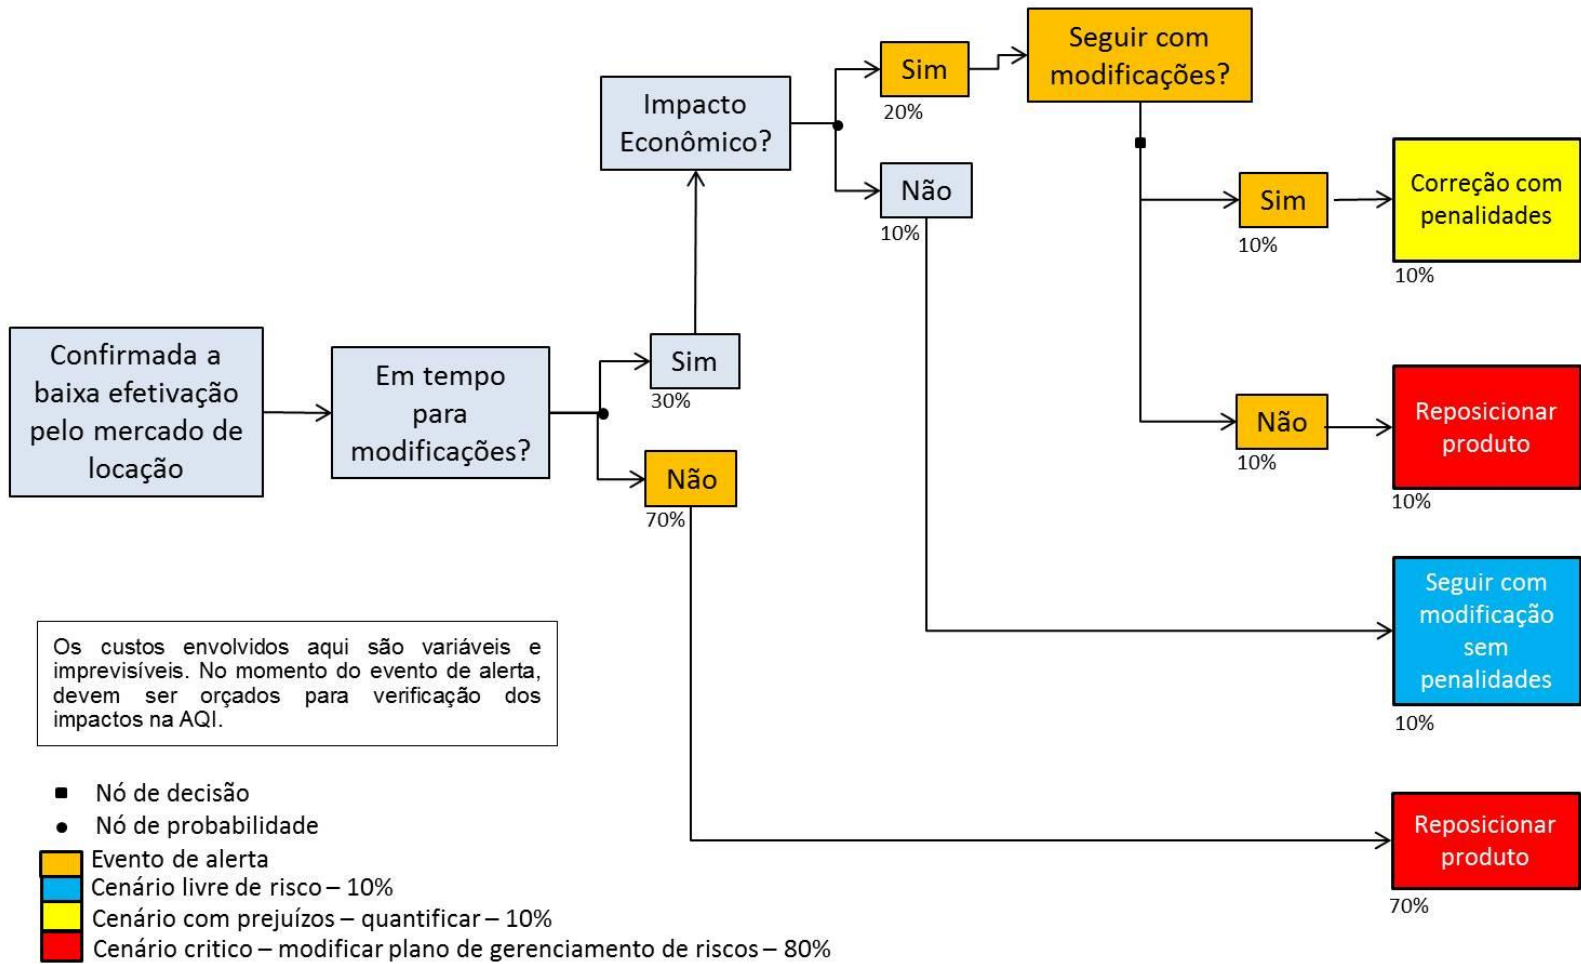 Confirmada a
baixa efetivação
pelo mercado de
locação
Em tempo
para
modificações?
Sim
30%
Não
70%
Impacto
Econômico?
Sim
20%
Não
10%
Seguir com
modificações?
Sim
10%
Não
10%
Correção com
penalidades
10%
Reposicionar
produto
10%
Seguir com
modificação
sem
penalidades
10%
Reposicionar
produto
70%
Os custos envolvidos aqui são variáveis e
imprevisíveis. No momento do evento de alerta,
devem ser orçados para verificação dos
impactos na AQI.
Nó de decisão
Nó de probabilidade
Evento de alerta
Cenário livre de risco – 10%
Cenário com prejuízos – quantificar – 10%
Cenário critico – modificar plano de gerenciamento de riscos – 80%